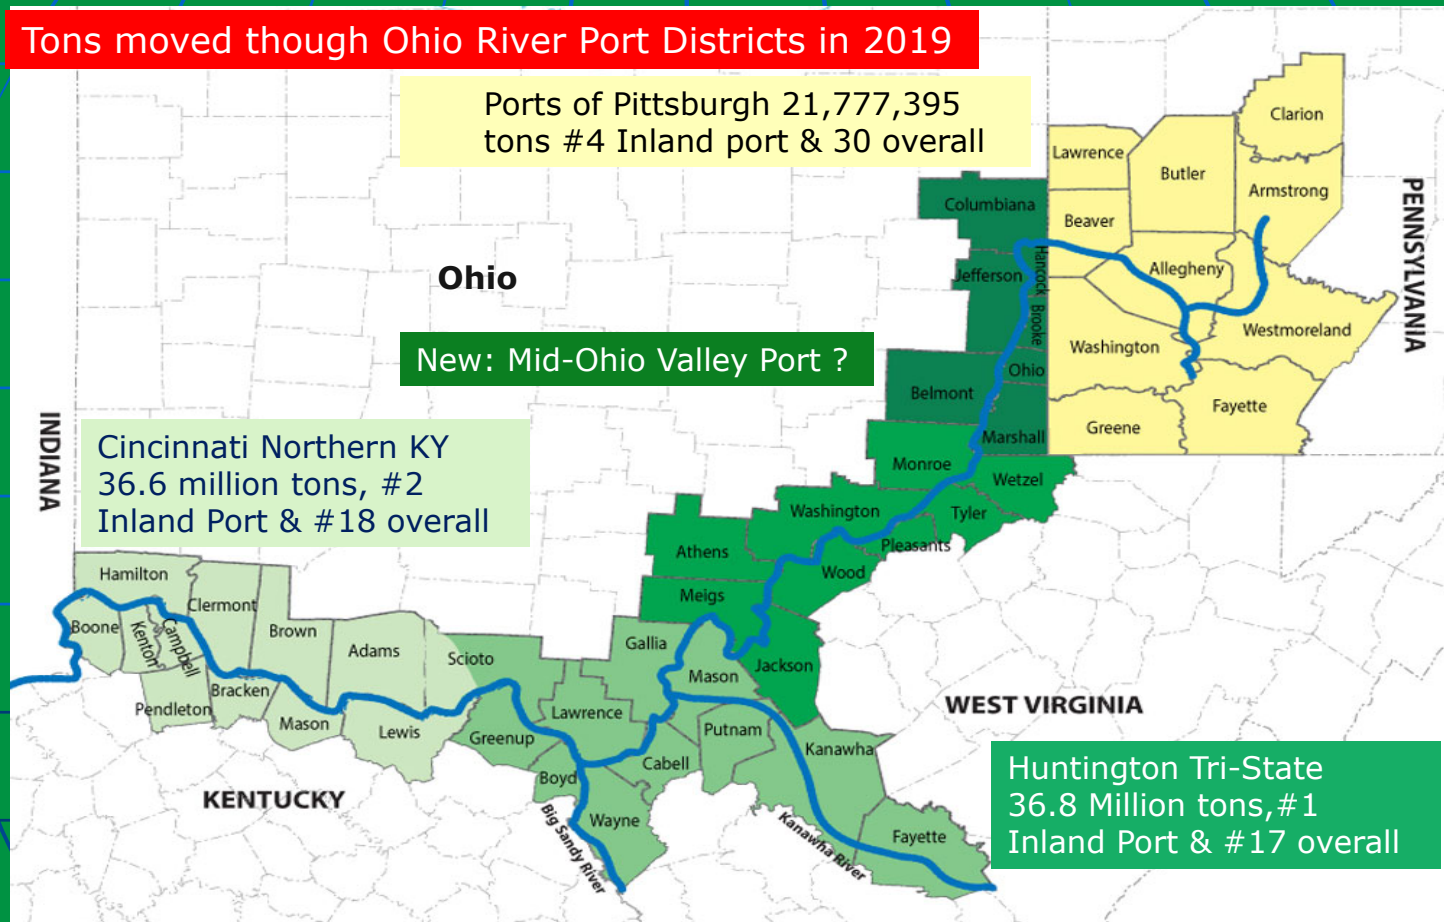 Tons moved though Ohio River Port Districts in 2019
Ports of Pittsburgh 21,777,395
tons #4 Inland port & 30 overall
Clarion
Lawrence
Butler
Armstrong
PENNSYLVANIA
Columbiana
Beaver
Hancock
Jefferson
Allegheny
Ohio
Brooke
Westmoreland
Washington
New: Mid-Ohio Valley Port ?
Ohio
Belmont
Fayette
Greene
INDIANA
Marshall
Cincinnati Northern KY
36.6 million tons, #2
Inland Port & #18 overall
Monroe
Wetzel
Washington
Tyler
Pleasants
Athens
Wood
Hamilton
Meigs
Clermont
Boone
Kenton
Campbell
Brown
Gallia
Adams
Scioto
Jackson
Mason
Bracken
Pendleton
WEST VIRGINIA
Lawrence
Mason
Lewis
Greenup
Putnam
Kanawha
Cabell
Boyd
KENTUCKY
Huntington Tri-State
36.8 Million tons,#1
Inland Port & #17 overall
Wayne
Big Sandy River
Kanawha River
Fayette